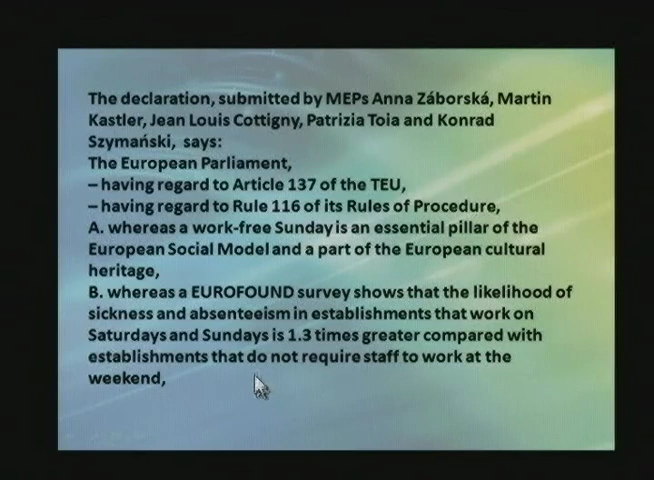 The declaration, submitted by MEPs Anna Záborská, Martin
Kastler, Jean Louis Cottigny, Patrizia Toia and Konrad
Szymański, says:
The European Parliament,
– having regard to Article 137 of the TEU,
– having regard to Rule 116 of its Rules of Procedure,
A. whereas a work-free Sunday is an essential pillar of the
European Social Model and a part of the European cultural
heritage,
B. whereas a EUROFOUND survey shows that the likelihood of
sickness and absenteeism in establishments that work on
Saturdays and Sundays is 1.3 times greater compared with
establishments that do not require staff to work at the
weekend,